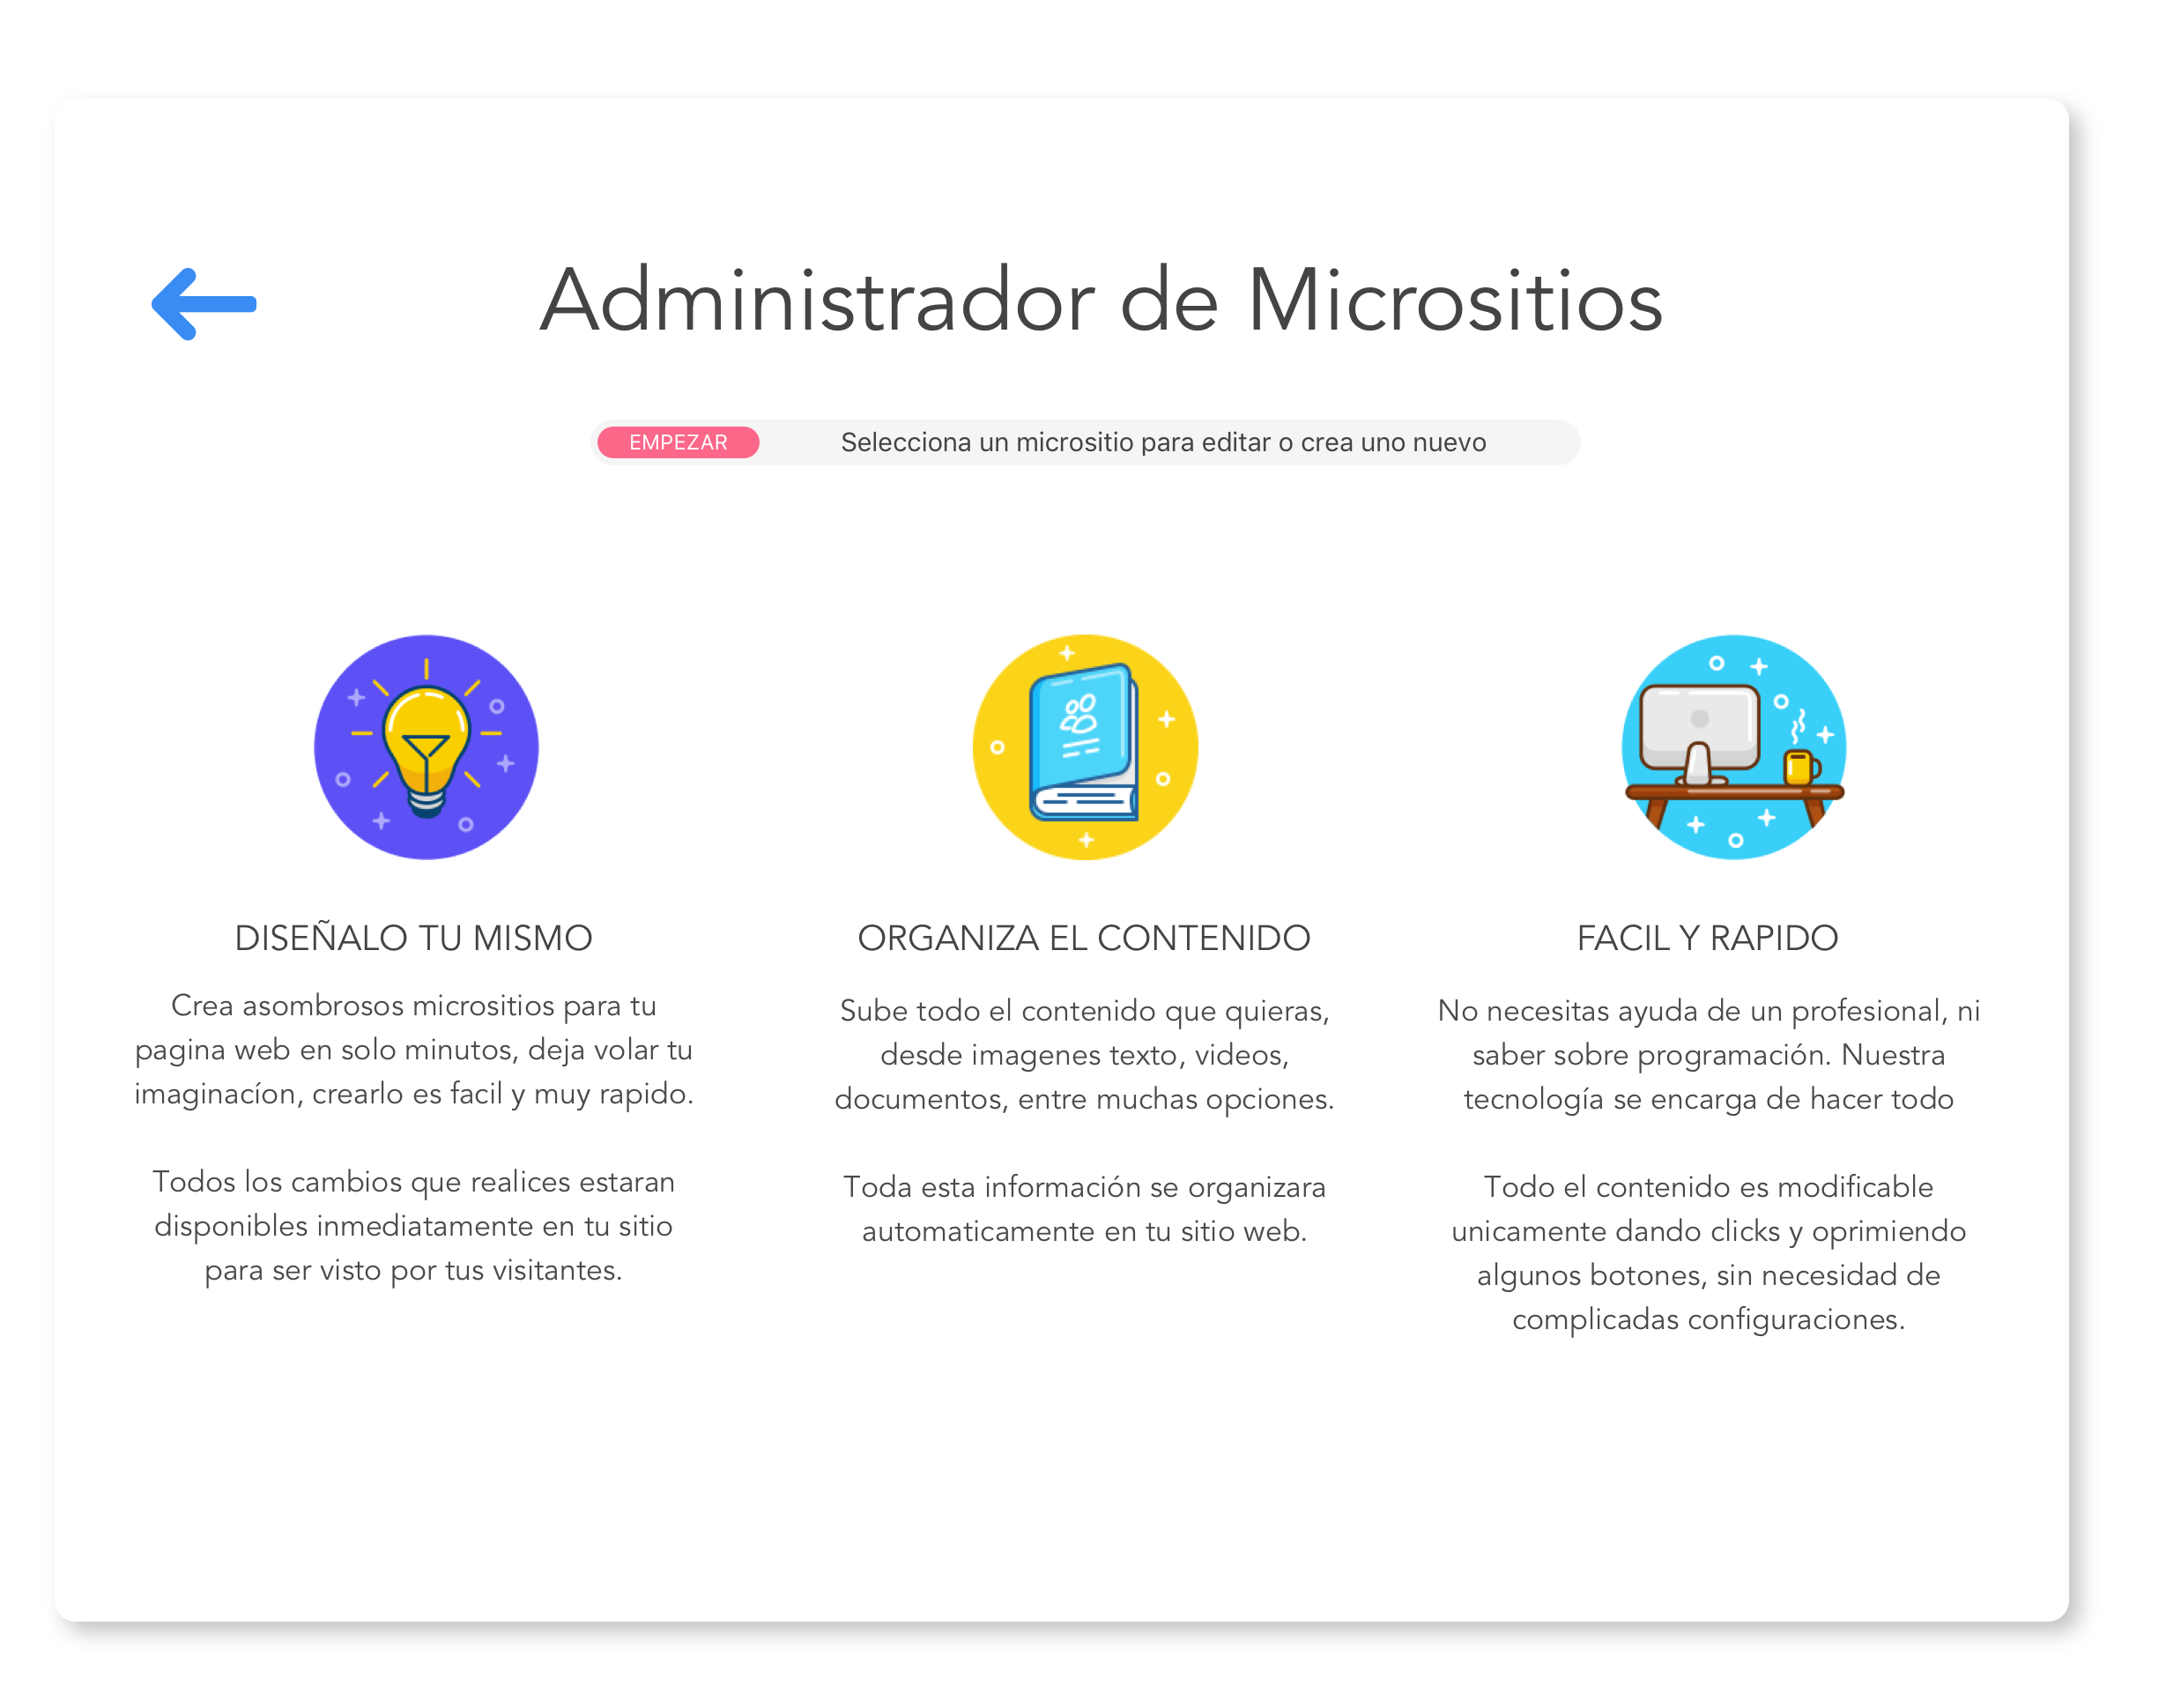 Administrador de Micrositios
EMPEZAR
Selecciona un micrositio para editar o crea uno nuevo
DISEÑALO TU MISMO
Crea asombrosos micrositios para tu
pagina web en solo minutos, deja volar tu
imaginacíon, crearlo es facil y muy rapido.
Todos los cambios que realices estaran
disponibles inmediatamente en tu sitio
para ser visto por tus visitantes.
ORGANIZA EL CONTENIDO
Sube todo el contenido que quieras,
desde imagenes texto, videos,
documentos, entre muchas opciones.
Toda esta información se organizara
automaticamente en tu sitio web.
FACIL Y RAPIDO
No necesitas ayuda de un profesional, ni
saber sobre programación. Nuestra
tecnología se encarga de hacer todo
Todo el contenido es modificable
unicamente dando clicks y oprimiendo
algunos botones, sin necesidad de
complicadas configuraciones.